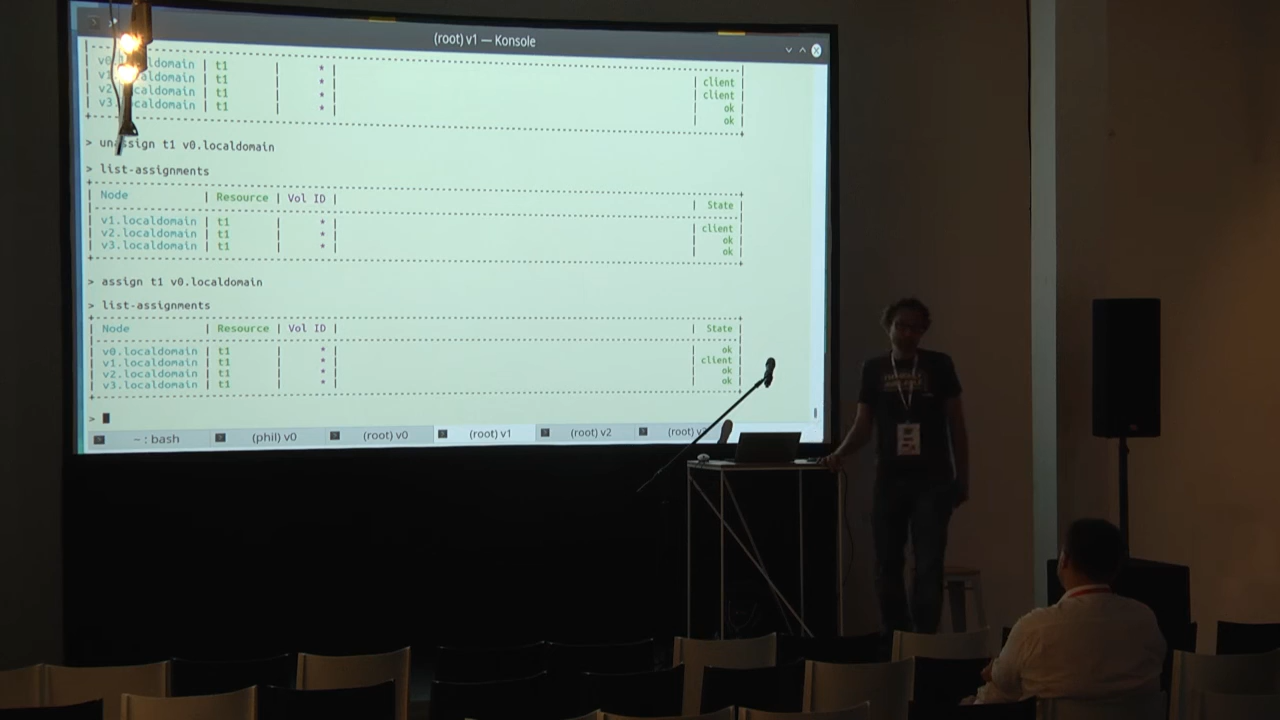 (root) v1 — Konsole
v0.localdomain | t1 | * | client
v1.localdomain | t1 | * | client
v2.localdomain | t1 | * | ok
v3.localdomain | t1 | * | ok
> unassign t1 v0.localdomain
> list-assignments
Node | Resource | Vol ID | | State
v1.localdomain | t1 | * | client
v2.localdomain | t1 | * | ok
v3.localdomain | t1 | * | ok
> assign t1 v0.localdomain
> list-assignments
Node | Resource | Vol ID | | State
v0.localdomain | t1 | * | ok
v1.localdomain | t1 | * | client
v2.localdomain | t1 | * | ok
v3.localdomain | t1 | * | ok
>
~ : bash (phil) v0 (root) v0 (root) v1 (root) v2 (root)